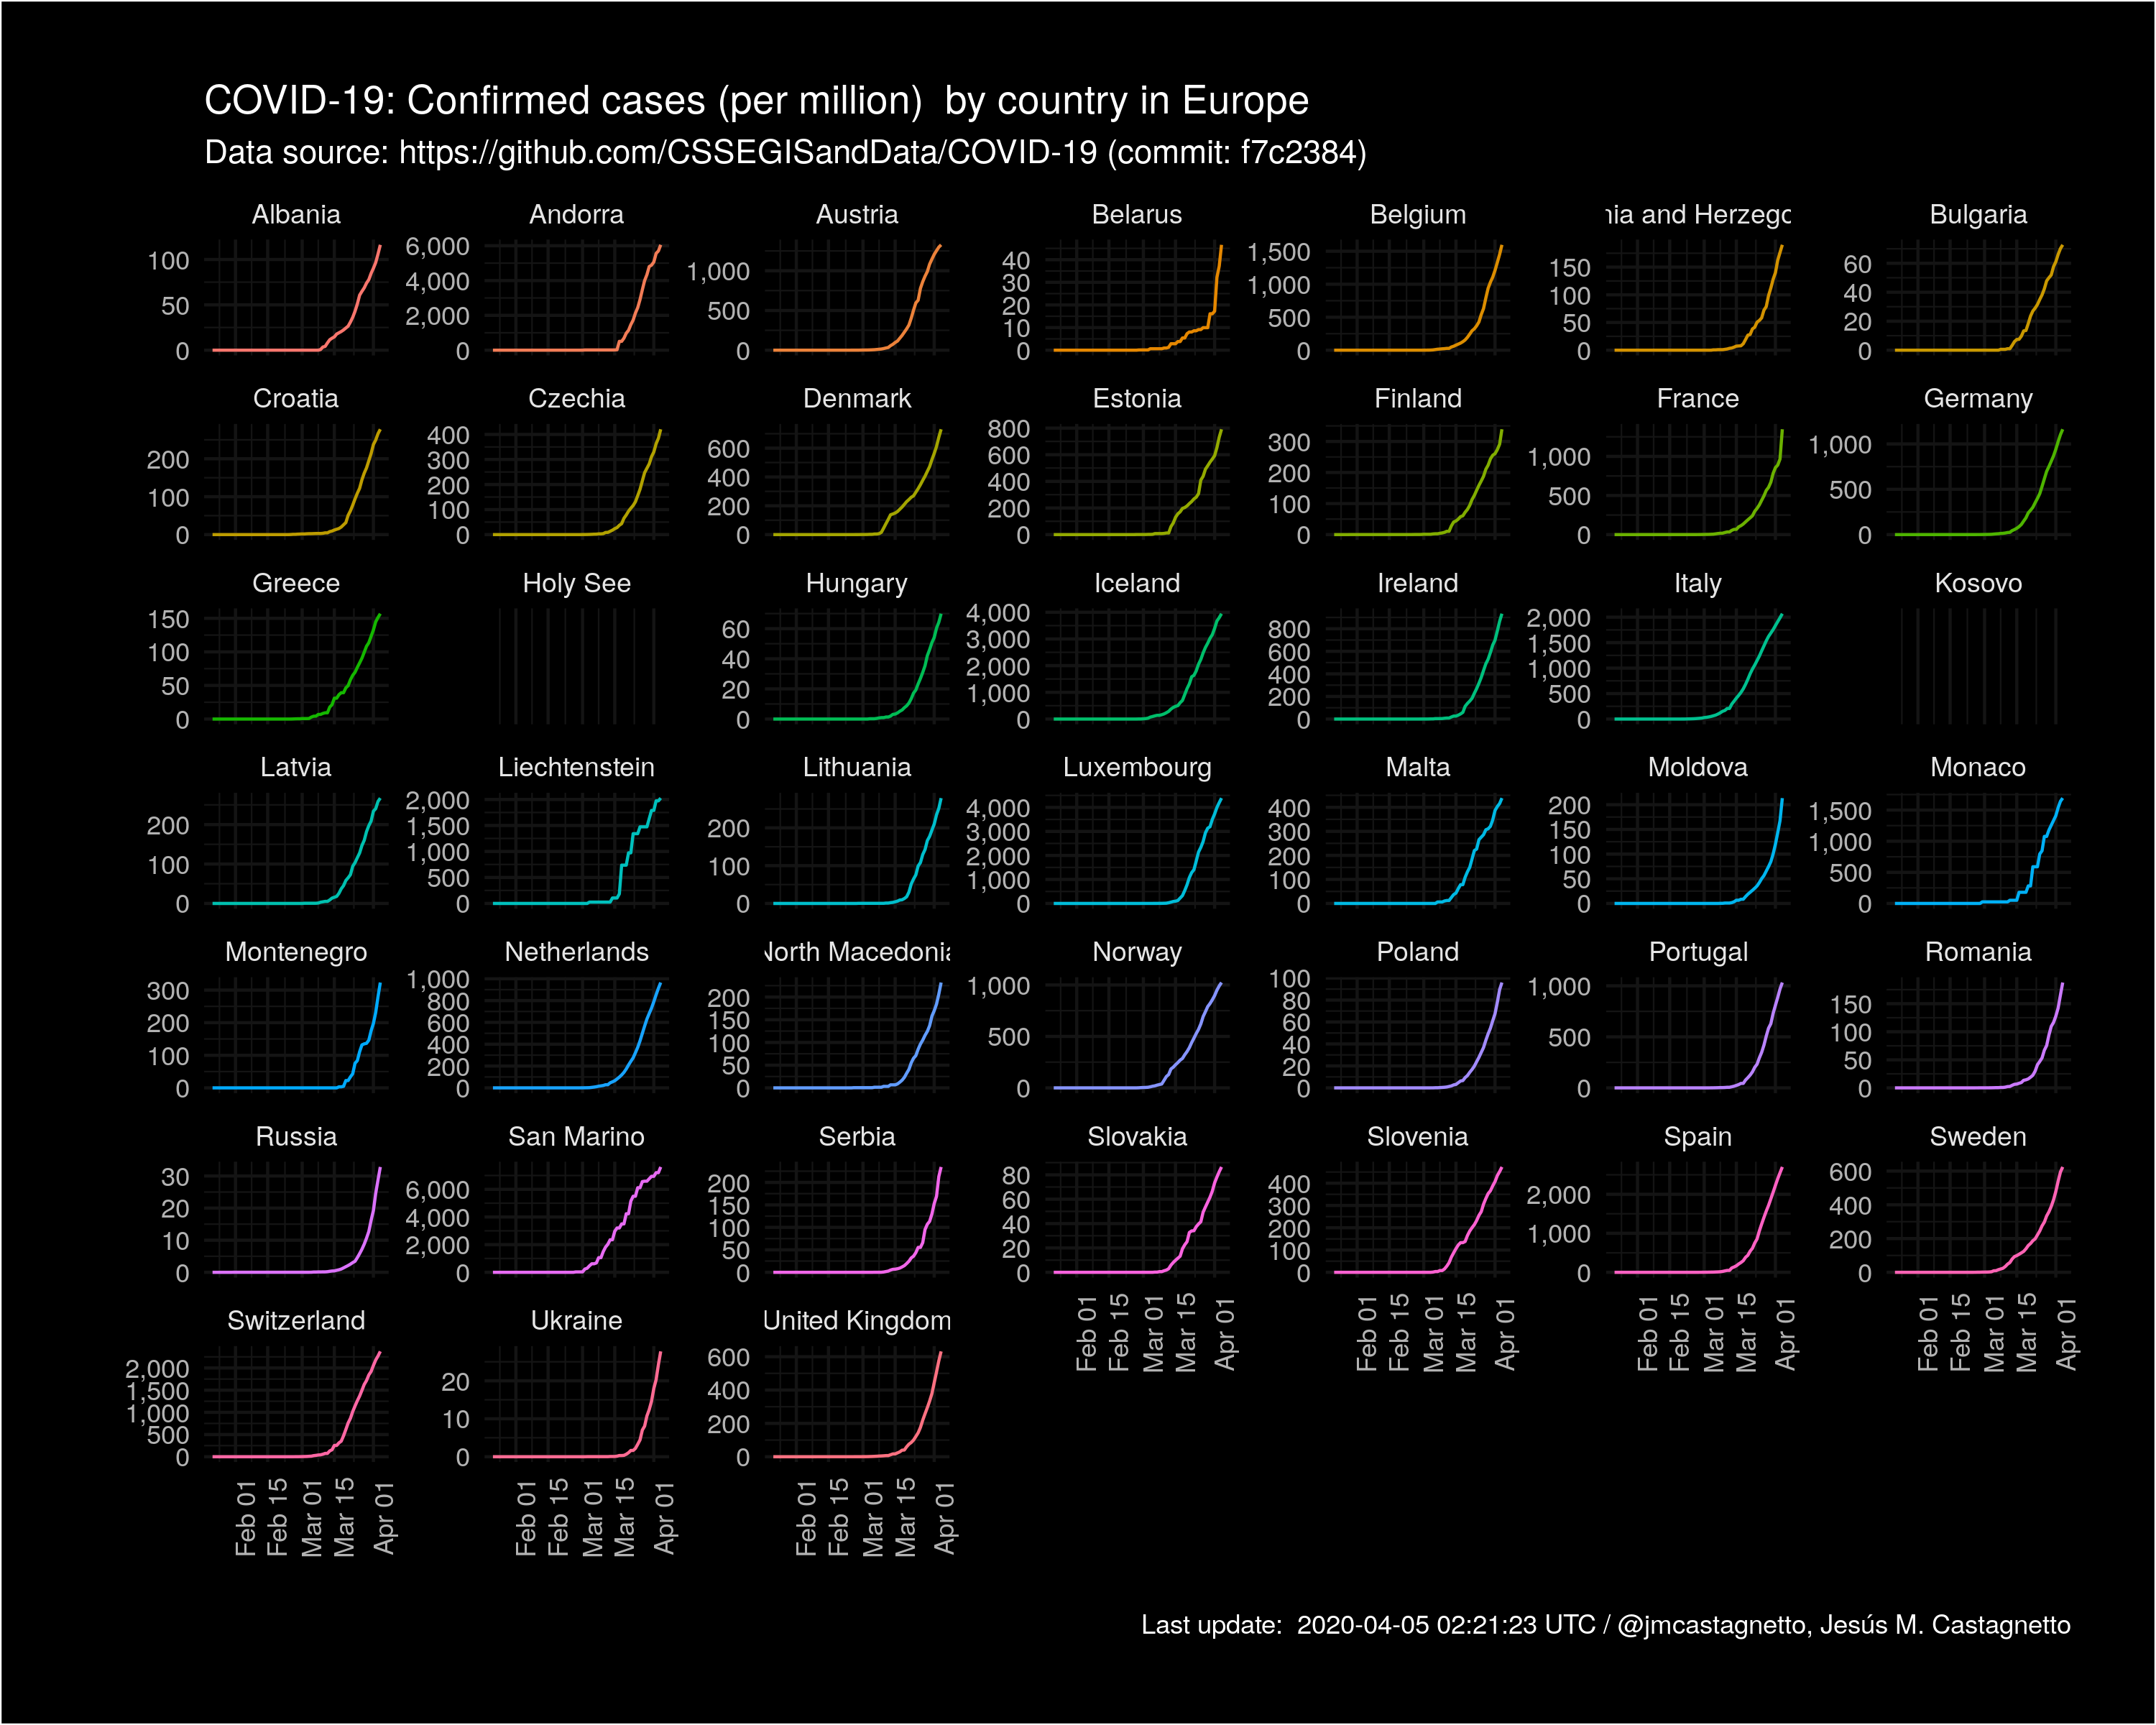 COVID-19: Confirmed cases (per million)  by country in Europe
Data source: https://github.com/CSSEGISandData/COVID-19 (commit: f7c2384)
Albania Andorra Austria Belarus Belgium nia and Herzego Bulgaria
100 50 0
6,000 4,000 2,000 0
1,000 500 0
40 30 20 10 0
1,500 1,000 500 0
150 100 50 0
60 40 20 0
Croatia Czechia Denmark Estonia Finland France Germany
200 100 0
400 300 200 100 0
600 400 200 0
800 600 400 200 0
300 200 100 0
1,000 500 0
1,000 500 0
Greece Holy See Hungary Iceland Ireland Italy Kosovo
150 100 50 0
60 40 20 0
4,000 3,000 2,000 1,000 0
800 600 400 200 0
2,000 1,500 1,000 500 0
Latvia Liechtenstein Lithuania Luxembourg Malta Moldova Monaco
200 100 0
2,000 1,500 1,000 500 0
200 100 0
4,000 3,000 2,000 1,000 0
400 300 200 100 0
200 150 100 50 0
1,500 1,000 500 0
Montenegro Netherlands North Macedonia Norway Poland Portugal Romania
300 200 100 0
1,000 800 600 400 200 0
200 150 100 50 0
1,000 500 0
100 80 60 40 20 0
1,000 500 0
150 100 50 0
Russia San Marino Serbia Slovakia Slovenia Spain Sweden
30 20 10 0
6,000 4,000 2,000 0
200 150 100 50 0
80 60 40 20 0
400 300 200 100 0
2,000 1,000 0
600 400 200 0
Feb 01 Feb 15 Mar 01 Mar 15 Apr 01
Feb 01 Feb 15 Mar 01 Mar 15 Apr 01
Feb 01 Feb 15 Mar 01 Mar 15 Apr 01
Feb 01 Feb 15 Mar 01 Mar 15 Apr 01
Switzerland Ukraine United Kingdom
2,000 1,500 1,000 500 0
20 10 0
600 400 200 0
Feb 01 Feb 15 Mar 01 Mar 15 Apr 01
Feb 01 Feb 15 Mar 01 Mar 15 Apr 01
Feb 01 Feb 15 Mar 01 Mar 15 Apr 01
Last update:  2020-04-05 02:21:23 UTC / @jmcastagnetto, Jesús M. Castagnetto